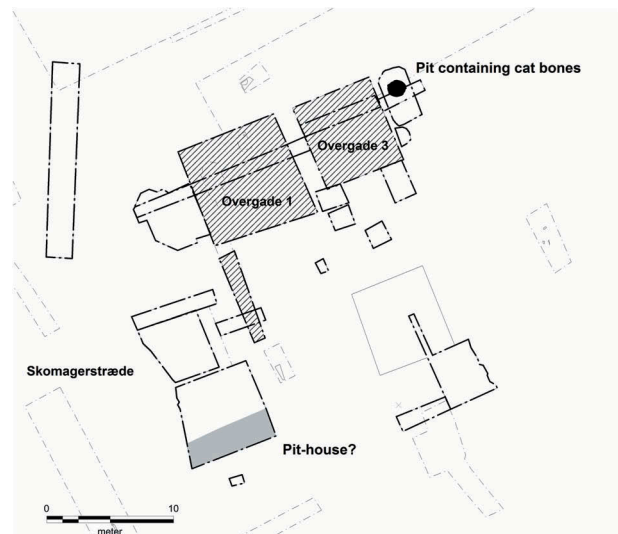 Pit containing cat bones
Overgade 3
Overgade 1
Skomagerstræde
Pit-house?
0 10
meter